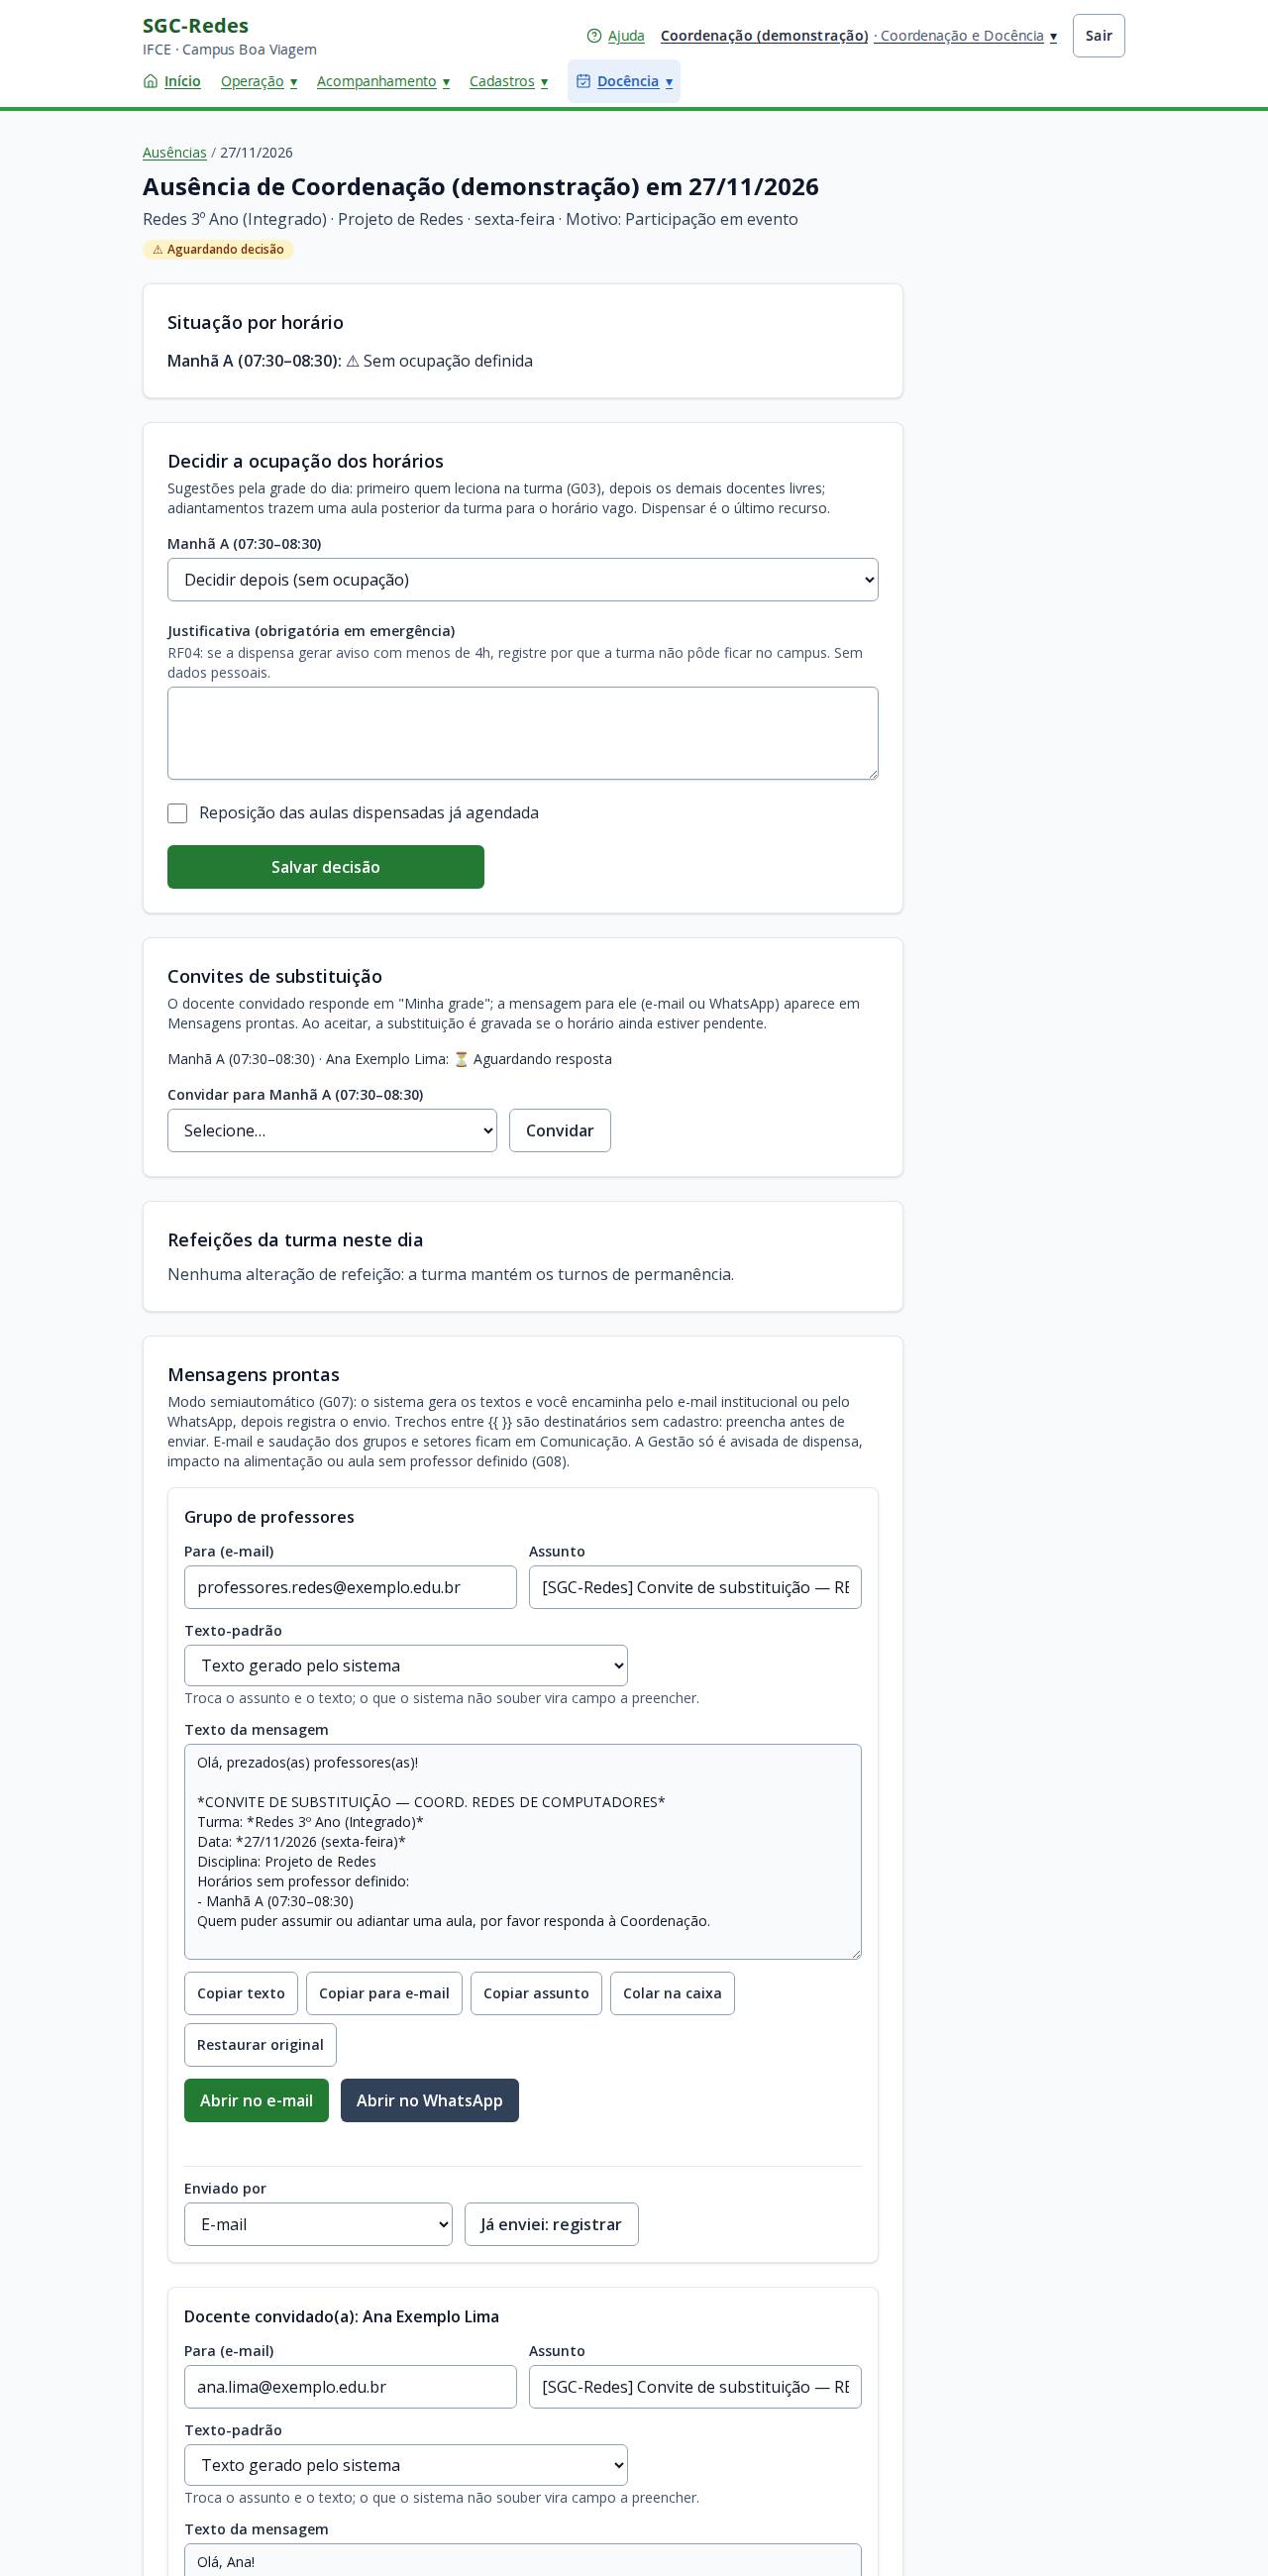 SGC-Redes
IFCE · Campus Boa Viagem
Ajuda
Coordenação (demonstração) · Coordenação e Docência ▾
Sair
Início
Operação ▾
Acompanhamento ▾
Cadastros ▾
Docência ▾
Ausências / 27/11/2026
Ausência de Coordenação (demonstração) em 27/11/2026
Redes 3º Ano (Integrado) · Projeto de Redes · sexta-feira · Motivo: Participação em evento
⚠ Aguardando decisão
Situação por horário
Manhã A (07:30–08:30): ⚠ Sem ocupação definida
Decidir a ocupação dos horários
Sugestões pela grade do dia: primeiro quem leciona na turma (G03), depois os demais docentes livres;
adiantamentos trazem uma aula posterior da turma para o horário vago. Dispensar é o último recurso.
Manhã A (07:30–08:30)
Decidir depois (sem ocupação)
Justificativa (obrigatória em emergência)
RF04: se a dispensa gerar aviso com menos de 4h, registre por que a turma não pôde ficar no campus. Sem
dados pessoais.
Reposição das aulas dispensadas já agendada
Salvar decisão
Convites de substituição
O docente convidado responde em "Minha grade"; a mensagem para ele (e-mail ou WhatsApp) aparece em
Mensagens prontas. Ao aceitar, a substituição é gravada se o horário ainda estiver pendente.
Manhã A (07:30–08:30) · Ana Exemplo Lima: ⏳ Aguardando resposta
Convidar para Manhã A (07:30–08:30)
Selecione…
Convidar
Refeições da turma neste dia
Nenhuma alteração de refeição: a turma mantém os turnos de permanência.
Mensagens prontas
Modo semiautomático (G07): o sistema gera os textos e você encaminha pelo e-mail institucional ou pelo
WhatsApp, depois registra o envio. Trechos entre {{ }} são destinatários sem cadastro: preencha antes de
enviar. E-mail e saudação dos grupos e setores ficam em Comunicação. A Gestão só é avisada de dispensa,
impacto na alimentação ou aula sem professor definido (G08).
Grupo de professores
Para (e-mail)
Assunto
professores.redes@exemplo.edu.br
[SGC-Redes] Convite de substituição — RE
Texto-padrão
Texto gerado pelo sistema
Troca o assunto e o texto; o que o sistema não souber vira campo a preencher.
Texto da mensagem
Olá, prezados(as) professores(as)!
*CONVITE DE SUBSTITUIÇÃO — COORD. REDES DE COMPUTADORES*
Turma: *Redes 3º Ano (Integrado)*
Data: *27/11/2026 (sexta-feira)*
Disciplina: Projeto de Redes
Horários sem professor definido:
- Manhã A (07:30–08:30)
Quem puder assumir ou adiantar uma aula, por favor responda à Coordenação.
Copiar texto
Copiar para e-mail
Copiar assunto
Colar na caixa
Restaurar original
Abrir no e-mail
Abrir no WhatsApp
Enviado por
E-mail
Já enviei: registrar
Docente convidado(a): Ana Exemplo Lima
Para (e-mail)
Assunto
ana.lima@exemplo.edu.br
[SGC-Redes] Convite de substituição — RE
Texto-padrão
Texto gerado pelo sistema
Troca o assunto e o texto; o que o sistema não souber vira campo a preencher.
Texto da mensagem
Olá, Ana!